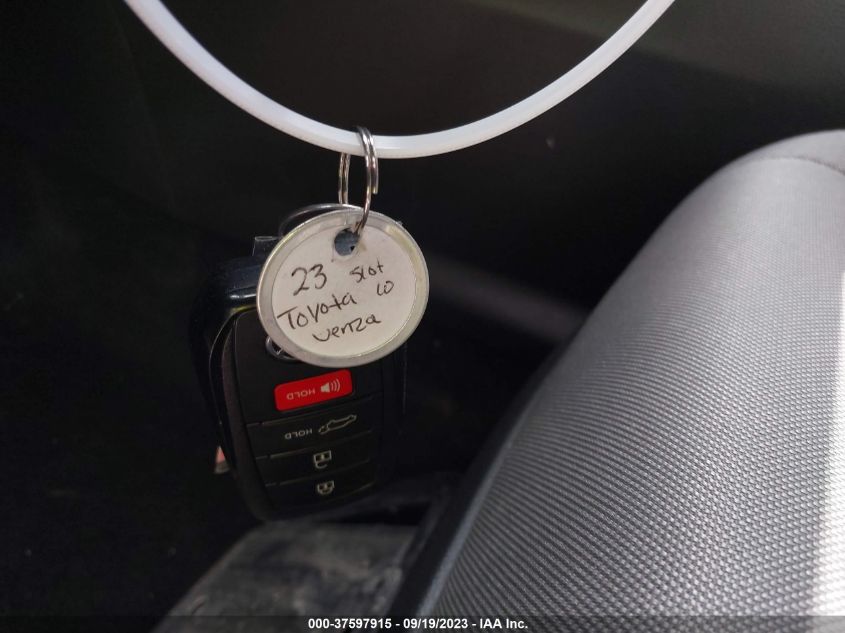 23 Slot
Toyota 10
venza
HOLD
HOLD
000-37597915 - 09/19/2023 - IAA Inc.